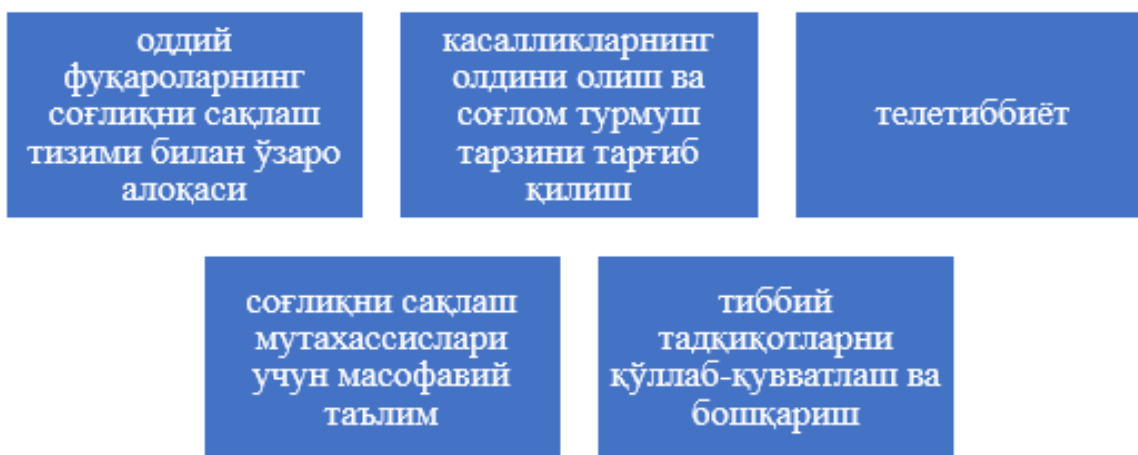 оддий
фуқароларнинг
соғлиқни сақлаш
тизими билан ўзаро
алоқаси
касалликларнинг
олдини олиш ва
соғлом турмуш
тарзини тарғиб
қилиш
телетиббиёт
соғлиқни сақлаш
мутахассислари
учун масофавий
таълим
тиббий
тадқиқотларни
қўллаб-қувватлаш ва
бошқариш